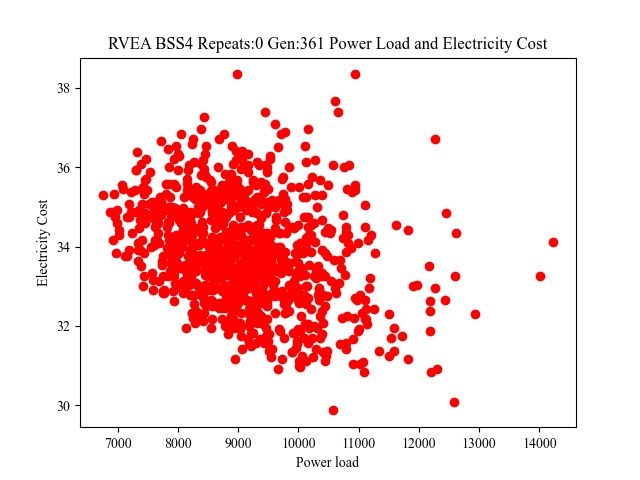 RVEA BSS4 Repeats:0 Gen:361 Power Load and Electricity Cost
38
36
34
32
30
Electricity Cost
7000 8000 9000 10000 11000 12000 13000 14000
Power load